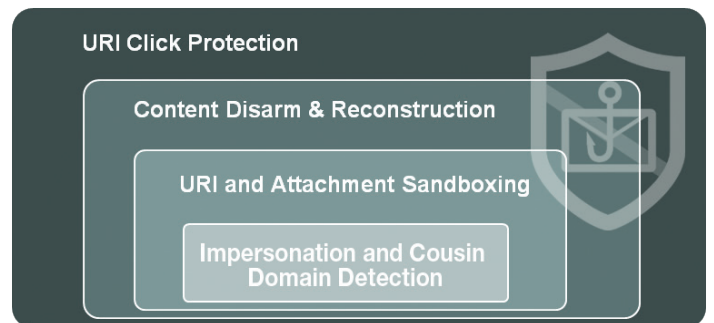 URI Click Protection
Content Disarm & Reconstruction
URI and Attachment Sandboxing
Impersonation and Cousin
Domain Detection